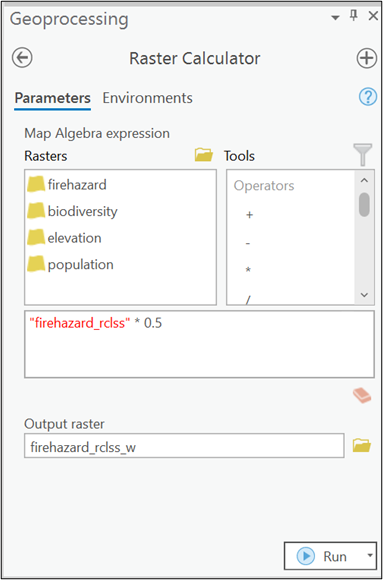 Geoprocessing
Raster Calculator
Parameters Environments
Map Algebra expression
Rasters
Tools
firehazard
biodiversity
elevation
population
Operators
+
-
*
/
"firehazard_rclss" * 0.5
Output raster
firehazard_rclss_w
Run